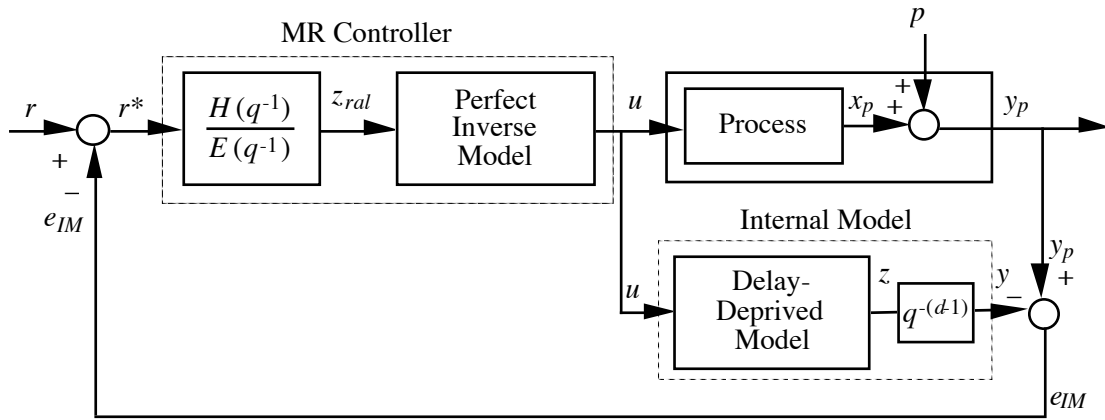 MR Controller
p
r
r*
H(q⁻¹)
E(q⁻¹)
z_ral
Perfect
Inverse
Model
u
Process
x_p
+
+
y_p
+
−
e_IM
Internal Model
u
Delay-
Deprived
Model
z
q⁻⁽ᵈ⁻¹⁾
y
−
y_p
+
e_IM